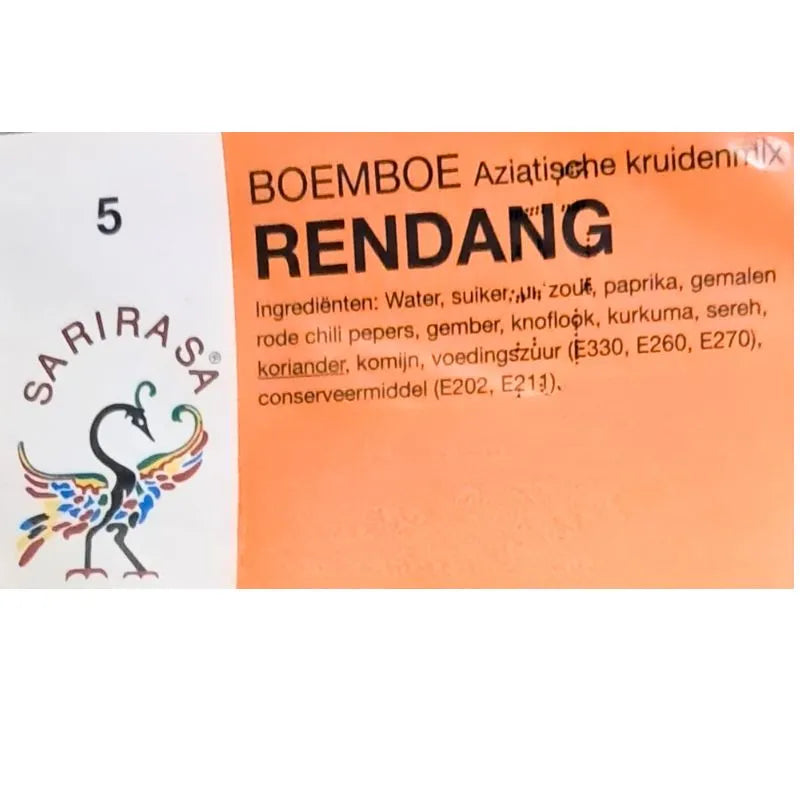 5
SARIRASA®
BOEMBOE Aziatische kruidenmix
RENDANG
Ingrediënten: Water, suiker, zout, paprika, gemalen
rode chili pepers, gember, knoflook, kurkuma, sereh,
koriander, komijn, voedingszuur (E330, E260, E270),
conserveermiddel (E202, E211).